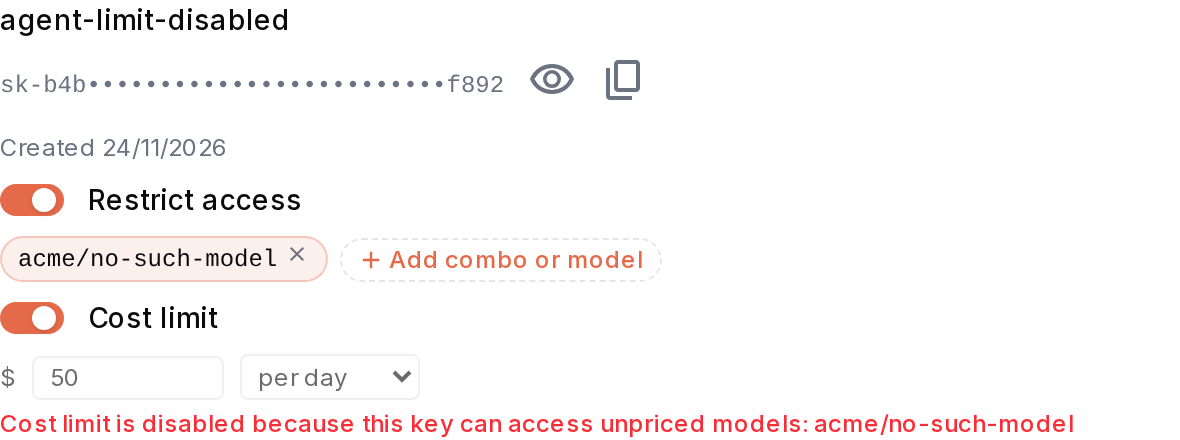 agent-limit-disabled
sk-b4b•••••••••••••••••••••••••f892
Created 24/11/2026
Restrict access
acme/no-such-model ×
+ Add combo or model
Cost limit
$ 50 per day
Cost limit is disabled because this key can access unpriced models: acme/no-such-model